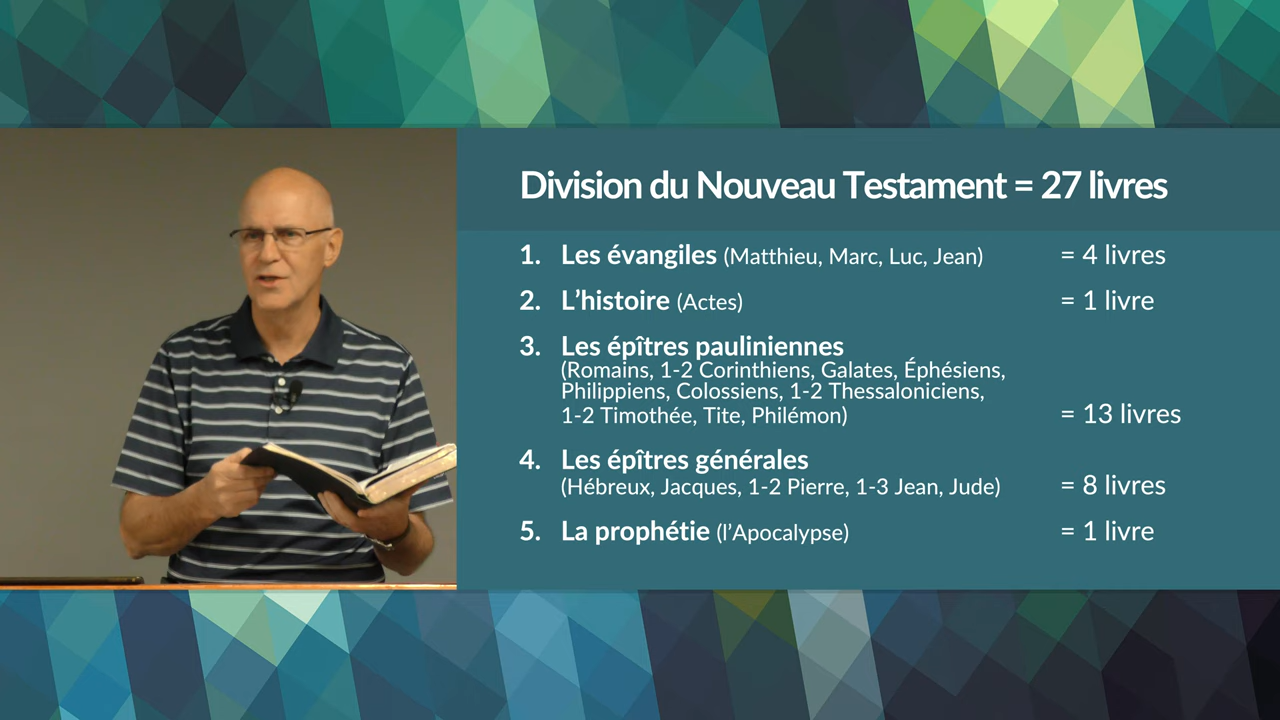 Division du Nouveau Testament = 27 livres
1. Les évangiles (Matthieu, Marc, Luc, Jean) = 4 livres
2. L’histoire (Actes) = 1 livre
3. Les épîtres pauliniennes
(Romains, 1-2 Corinthiens, Galates, Éphésiens,
Philippiens, Colossiens, 1-2 Thessaloniciens,
1-2 Timothée, Tite, Philémon) = 13 livres
4. Les épîtres générales
(Hébreux, Jacques, 1-2 Pierre, 1-3 Jean, Jude) = 8 livres
5. La prophétie (l’Apocalypse) = 1 livre